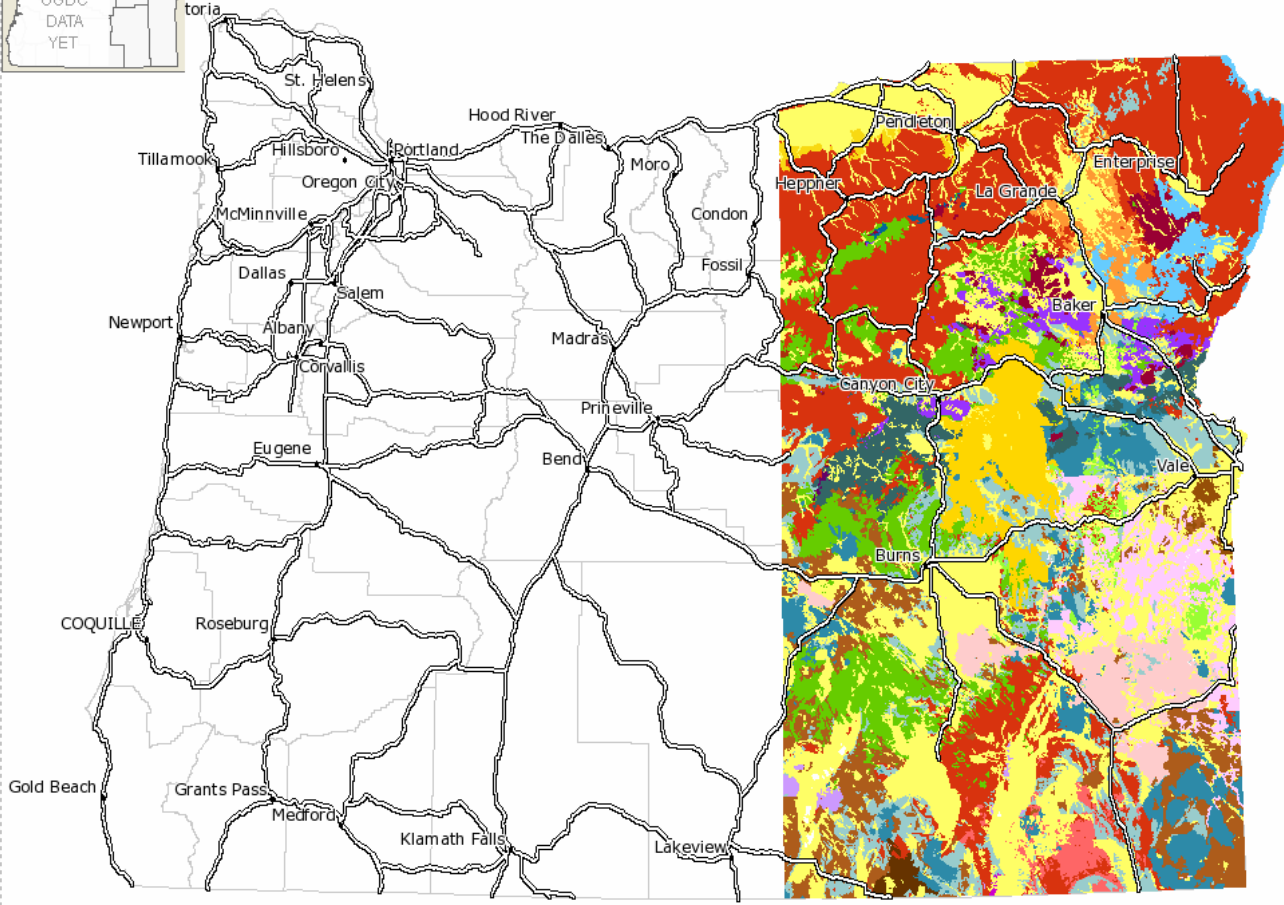 DATA
YET
toria
St. Helens
Hood River
The Dalles
Pendleton
Hillsboro
Portland
Tillamook
Moro
Enterprise
Oregon City
Heppner
La Grande
McMinnville
Condon
Dallas
Fossil
Salem
Newport
Albany
Baker
Madras
Corvallis
Canyon City
Prineville
Eugene
Bend
Vale
Burns
COQUILLE
Roseburg
Gold Beach
Grants Pass
Medford
Klamath Falls
Lakeview